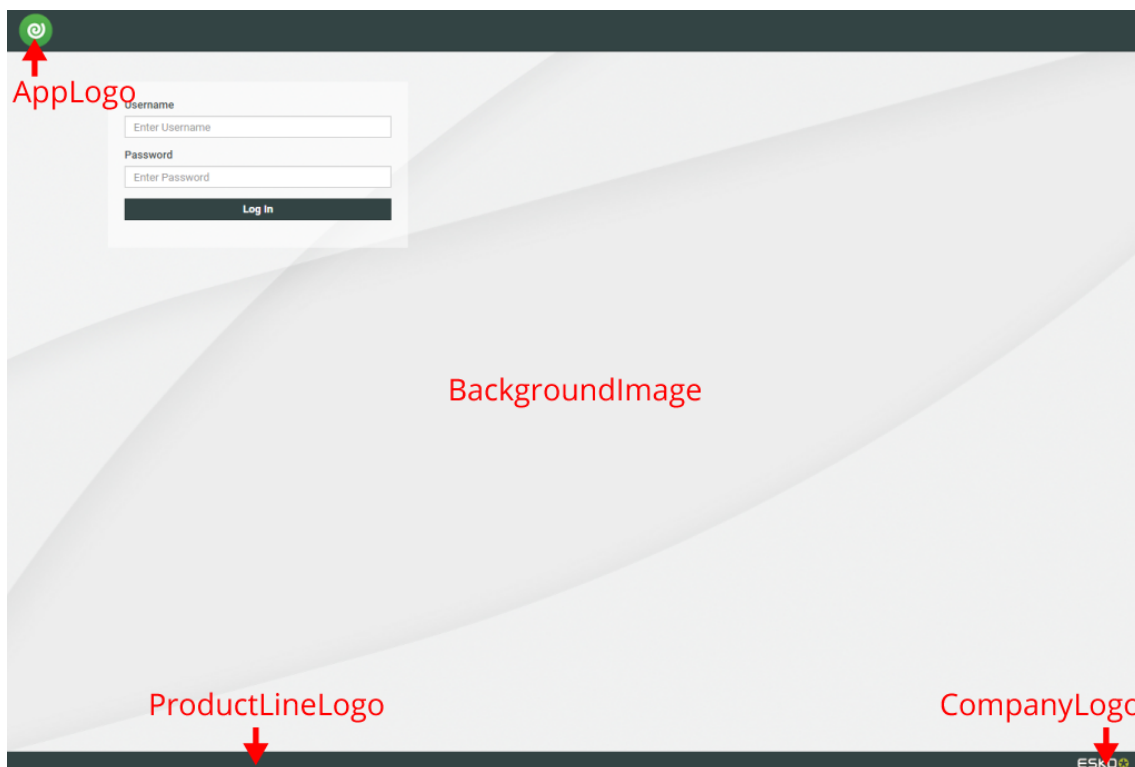 AppLogo
Username
Enter Username
Password
Enter Password
Log In
BackgroundImage
ProductLineLogo
CompanyLogo
ESKO